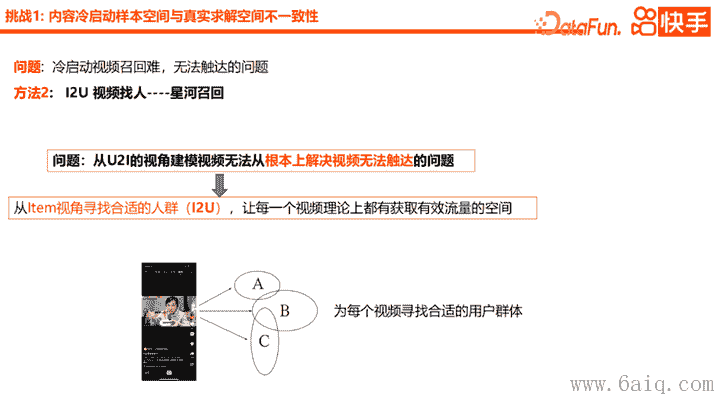 挑战1: 内容冷启动样本空间与真实求解空间不一致性
DataFun.
快手
问题：冷启动视频召回难，无法触达的问题
方法2： I2U 视频找人----星河召回
问题：从U2I的视角建模视频无法从根本上解决视频无法触达的问题
从Item视角寻找合适的人群（I2U），让每一个视频理论上都有获取有效流量的空间
A
B
C
为每个视频寻找合适的用户群体
www.6aiq.com